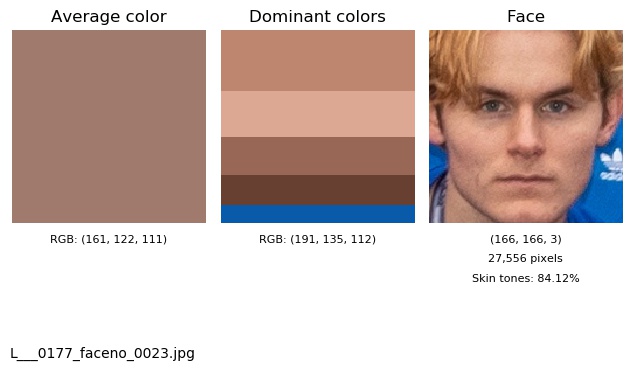 Average color
Dominant colors
Face
adidas
RGB: (161, 122, 111)
RGB: (191, 135, 112)
(166, 166, 3)
27,556 pixels
Skin tones: 84.12%
L___0177_faceno_0023.jpg